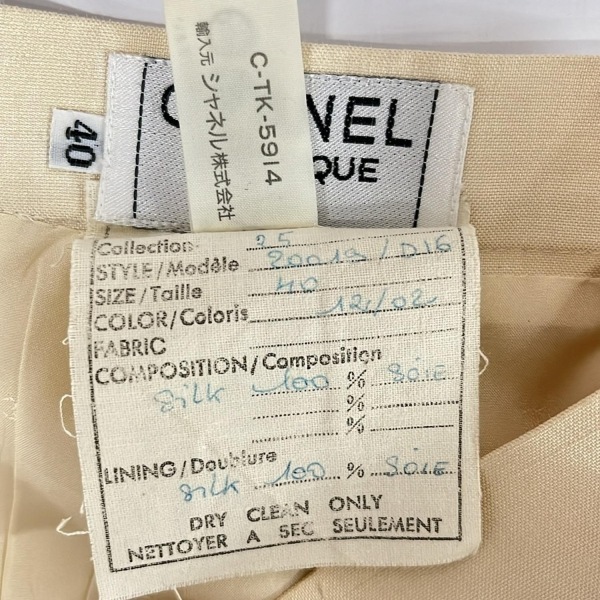 C-TK-5914
輸入元 シャネル株式会社
NEL
QUE
40
Collection 25
STYLE/Modèle 20019/D16
SIZE/Taille 40
COLOR/Coloris 12/02
FABRIC
COMPOSITION/Composition
Silk 100 % SOIE
%
%
LINING/Doublure
Silk 100 % SOIE
DRY CLEAN ONLY
NETTOYER A SEC SEULEMENT